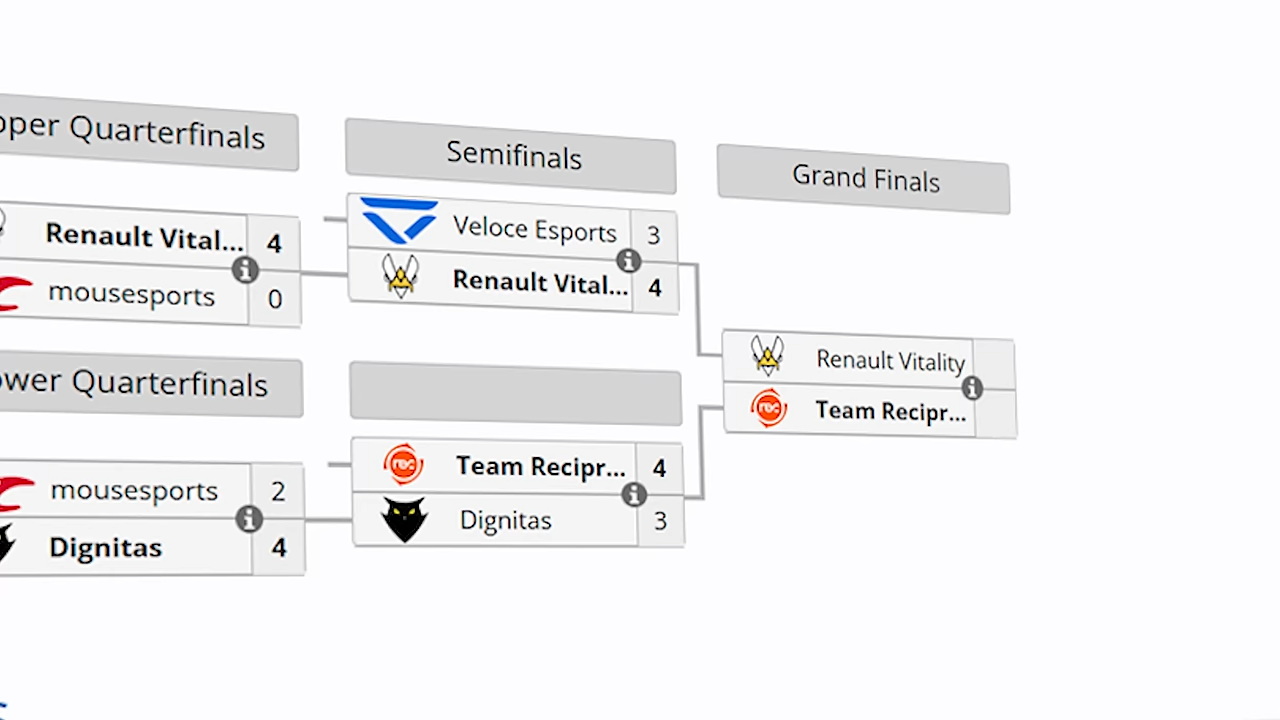 pper Quarterfinals
Renault Vital... 4
mousesports 0
Semifinals
Veloce Esports 3
Renault Vital... 4
Grand Finals
Renault Vitality
Team Recipr...
ower Quarterfinals
mousesports 2
Dignitas 4
rec Team Recipr... 4
Dignitas 3